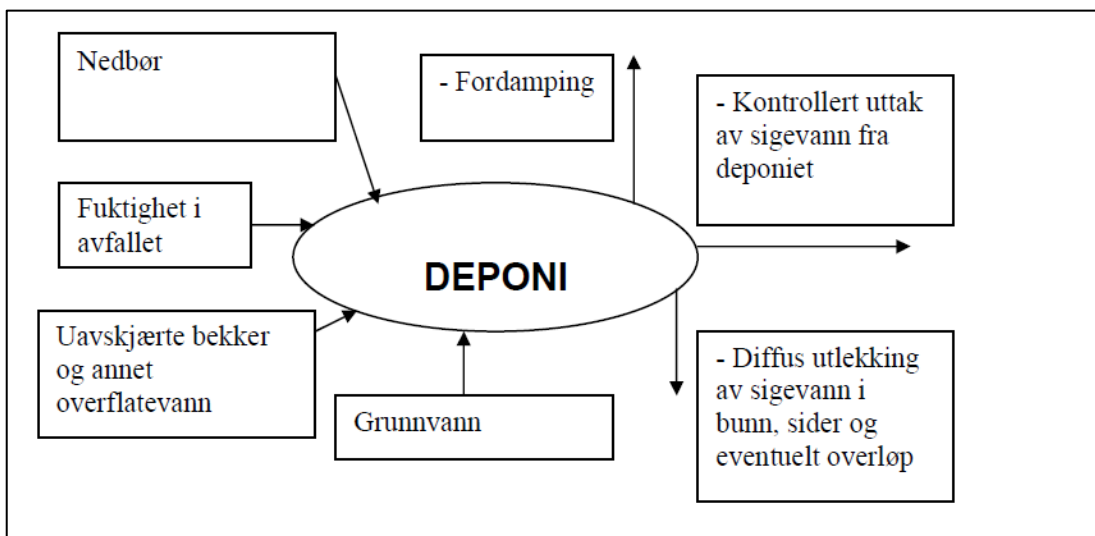 Nedbør
- Fordamping
- Kontrollert uttak
av sigevann fra
deponiet
Fuktighet i
avfallet
DEPONI
Uavskjærte bekker
og annet
overflatevann
Grunnvann
- Diffus utlekking
av sigevann i
bunn, sider og
eventuelt overløp